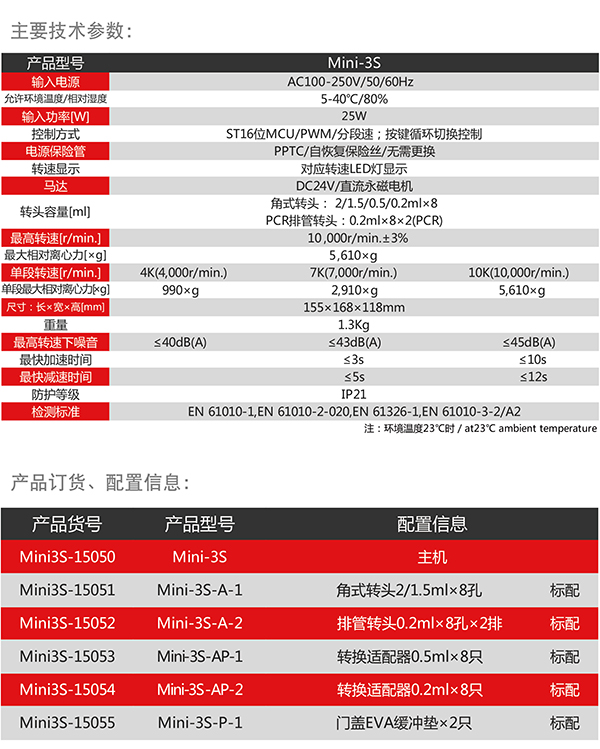 主要技术参数：
产品型号 Mini-3S
输入电源 AC100-250V/50/60Hz
允许环境温度/相对湿度 5-40℃/80%
输入功率[W] 25W
控制方式 ST16位MCU/PWM/分段速；按键循环切换控制
电源保险管 PPTC/自恢复保险丝/无需更换
转速显示 对应转速LED灯显示
马达 DC24V/直流永磁电机
转头容量[ml] 角式转头： 2/1.5/0.5/0.2ml×8
PCR排管转头：0.2ml×8×2(PCR)
最高转速[r/min.] 10,000r/min.±3%
最大相对离心力[×g] 5,610×g
单段转速[r/min.] 4K(4,000r/min.) 7K(7,000r/min.) 10K(10,000r/min.)
单段最大相对离心力[×g] 990×g 2,910×g 5,610×g
尺寸：长×宽×高[mm] 155×168×118mm
重量 1.3Kg
最高转速下噪音 ≤40dB(A) ≤43dB(A) ≤45dB(A)
最快加速时间 ≤3s ≤10s
最快减速时间 ≤5s ≤12s
防护等级 IP21
检测标准 EN 61010-1,EN 61010-2-020,EN 61326-1,EN 61010-3-2/A2
注：环境温度23℃时 / at23℃ ambient temperature
产品订货、配置信息：
产品货号 产品型号 配置信息
Mini3S-15050 Mini-3S 主机
Mini3S-15051 Mini-3S-A-1 角式转头2/1.5ml×8孔 标配
Mini3S-15052 Mini-3S-A-2 排管转头0.2ml×8孔×2排 标配
Mini3S-15053 Mini-3S-AP-1 转换适配器0.5ml×8只 标配
Mini3S-15054 Mini-3S-AP-2 转换适配器0.2ml×8只 标配
Mini3S-15055 Mini-3S-P-1 门盖EVA缓冲垫×2只 标配